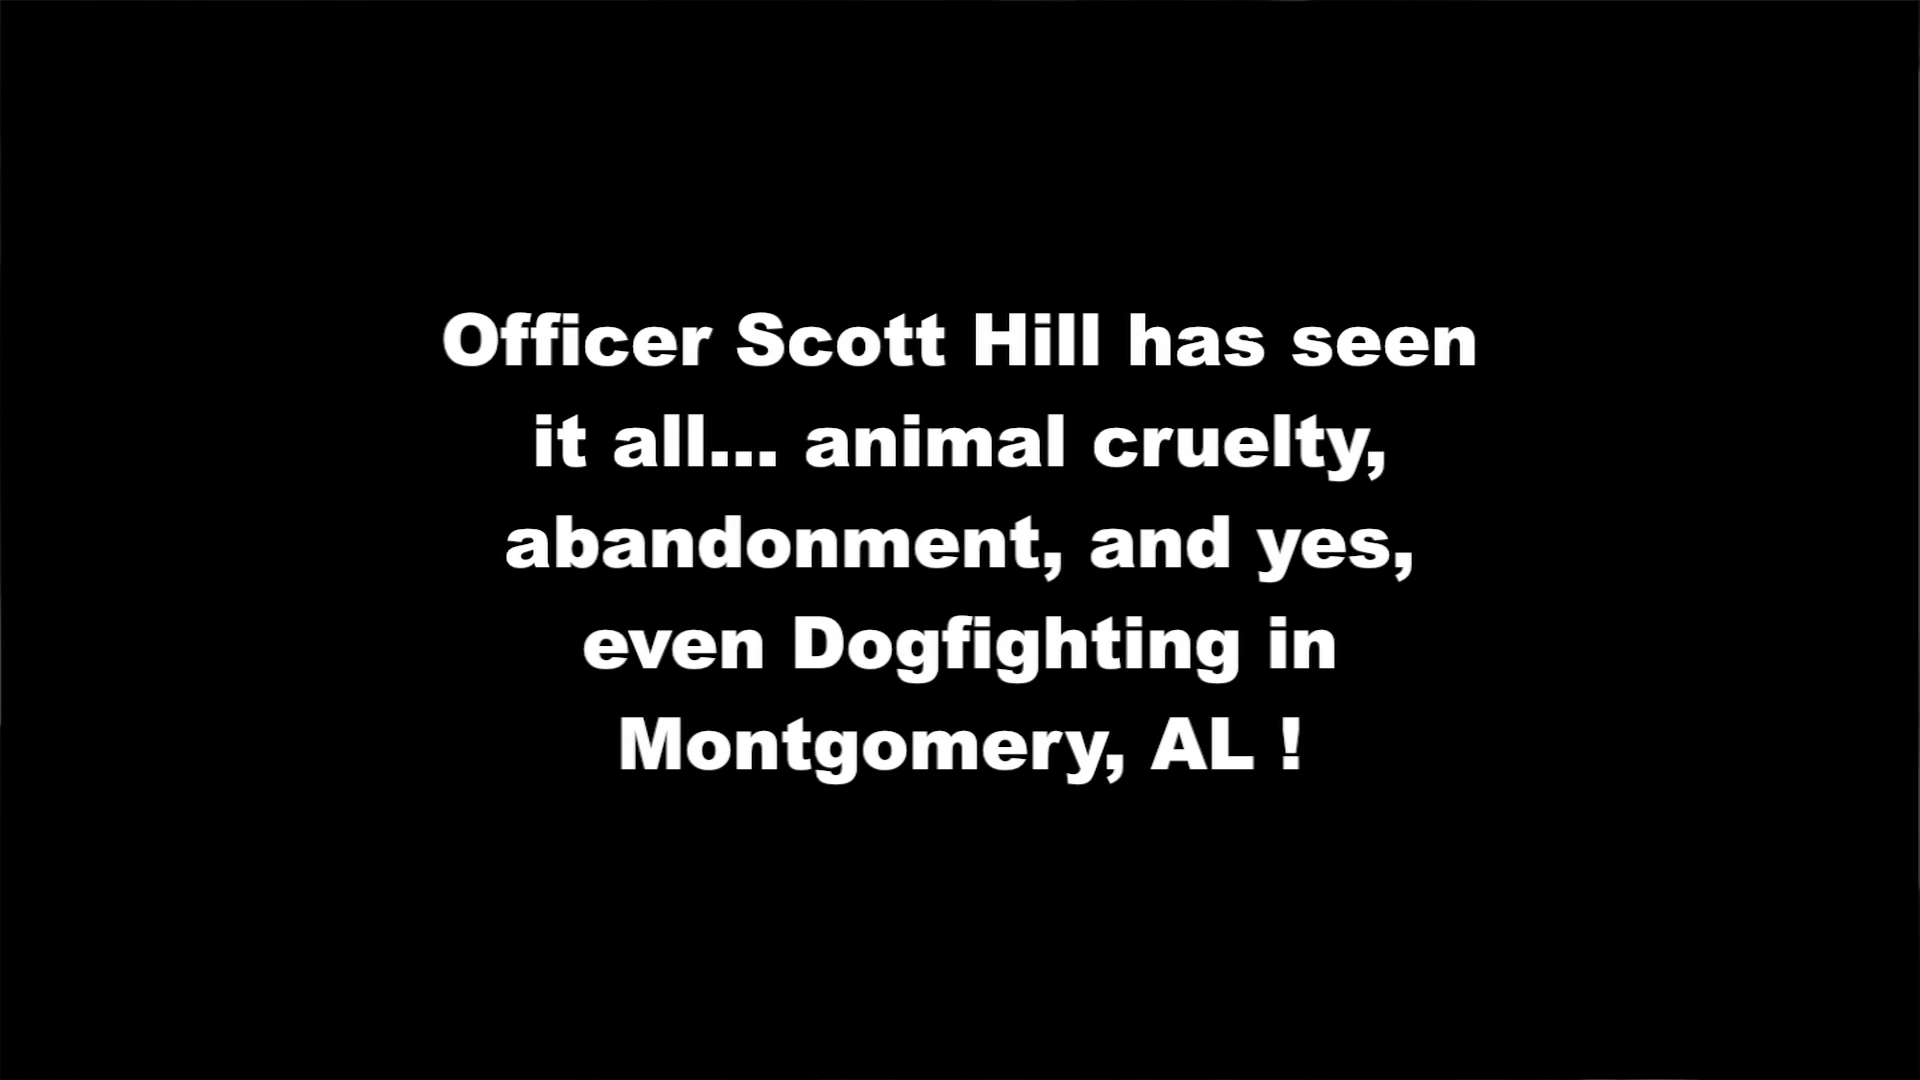 Officer Scott Hill has seen
it all... animal cruelty,
abandonment, and yes,
even Dogfighting in
Montgomery, AL !